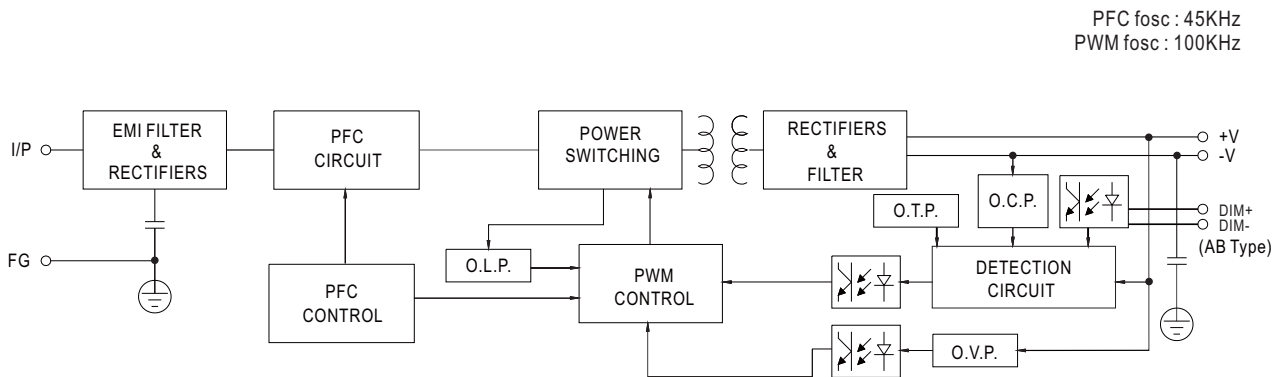 PFC fosc : 45KHz
PWM fosc : 100KHz
I/P
EMI FILTER
&
RECTIFIERS
PFC
CIRCUIT
POWER
SWITCHING
RECTIFIERS
&
FILTER
+V
-V
O.T.P.
O.C.P.
DIM+
DIM-
(AB Type)
FG
O.L.P.
PFC
CONTROL
PWM
CONTROL
DETECTION
CIRCUIT
O.V.P.